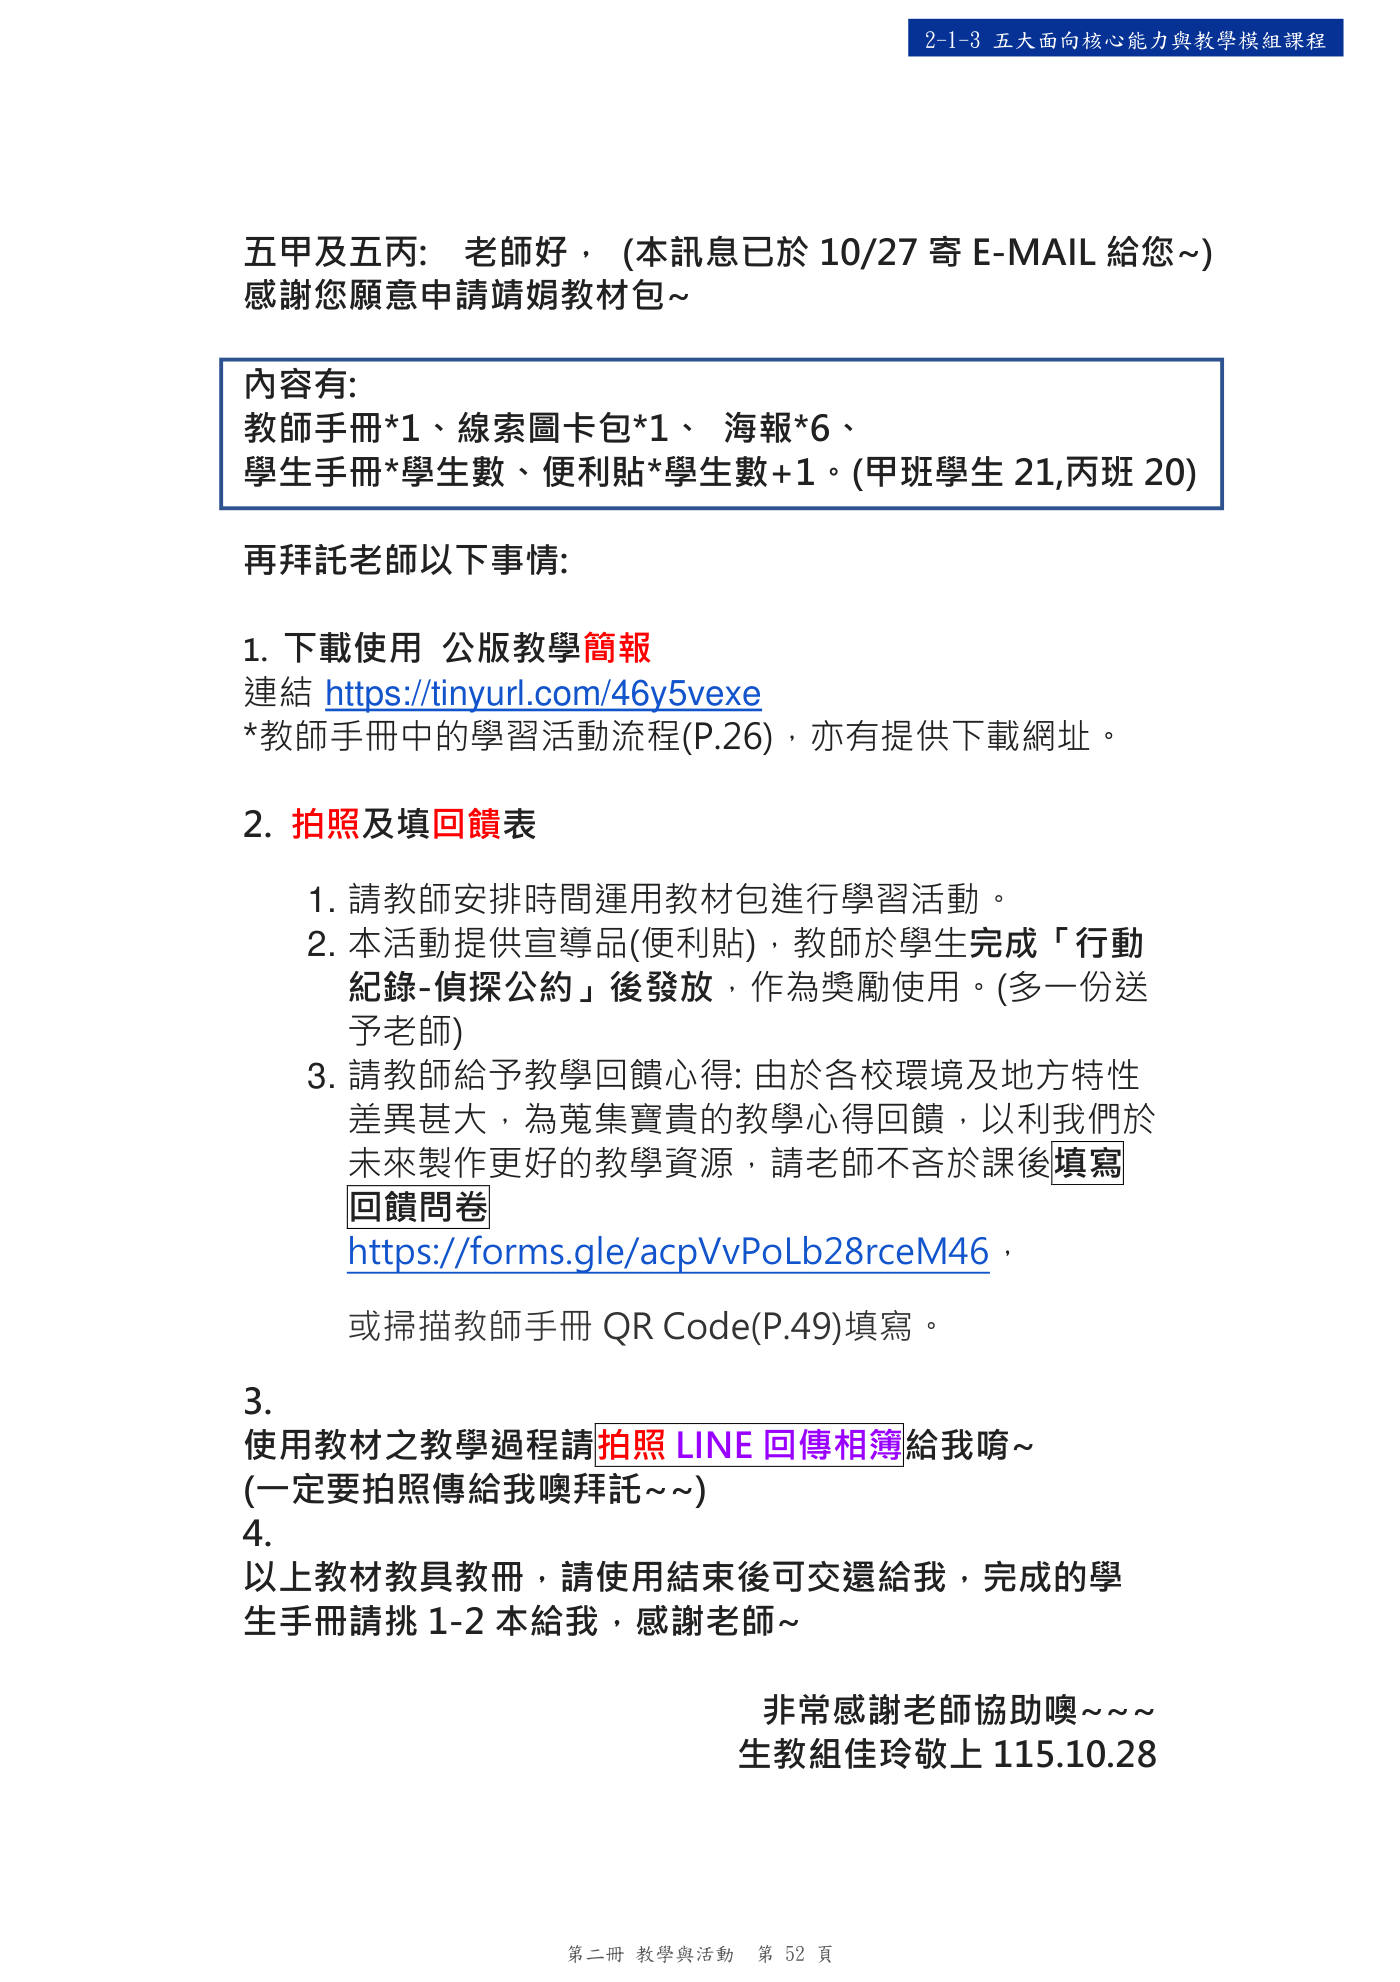 2-1-3 五大面向核心能力與教學模組課程
五甲及五丙: 老師好， (本訊息已於 10/27 寄 E-MAIL 給您~)
感謝您願意申請靖娟教材包~
內容有:
教師手冊*1、線索圖卡包*1、 海報*6、
學生手冊*學生數、便利貼*學生數+1。(甲班學生 21,丙班 20)
再拜託老師以下事情:
1. 下載使用 公版教學簡報
連結 https://tinyurl.com/46y5vexe
*教師手冊中的學習活動流程(P.26)，亦有提供下載網址。
2. 拍照及填回饋表
1. 請教師安排時間運用教材包進行學習活動。
2. 本活動提供宣導品(便利貼)，教師於學生完成「行動
紀錄-偵探公約」後發放，作為獎勵使用。(多一份送
予老師)
3. 請教師給予教學回饋心得: 由於各校環境及地方特性
差異甚大，為蒐集寶貴的教學心得回饋，以利我們於
未來製作更好的教學資源，請老師不吝於課後填寫
回饋問卷
https://forms.gle/acpVvPoLb28rceM46，
或掃描教師手冊 QR Code(P.49)填寫。
3.
使用教材之教學過程請拍照 LINE 回傳相簿給我唷~
(一定要拍照傳給我噢拜託~~)
4.
以上教材教具教冊，請使用結束後可交還給我，完成的學
生手冊請挑 1-2 本給我，感謝老師~
非常感謝老師協助噢~~~
生教組佳玲敬上 115.10.28
第二冊 教學與活動 第 52 頁